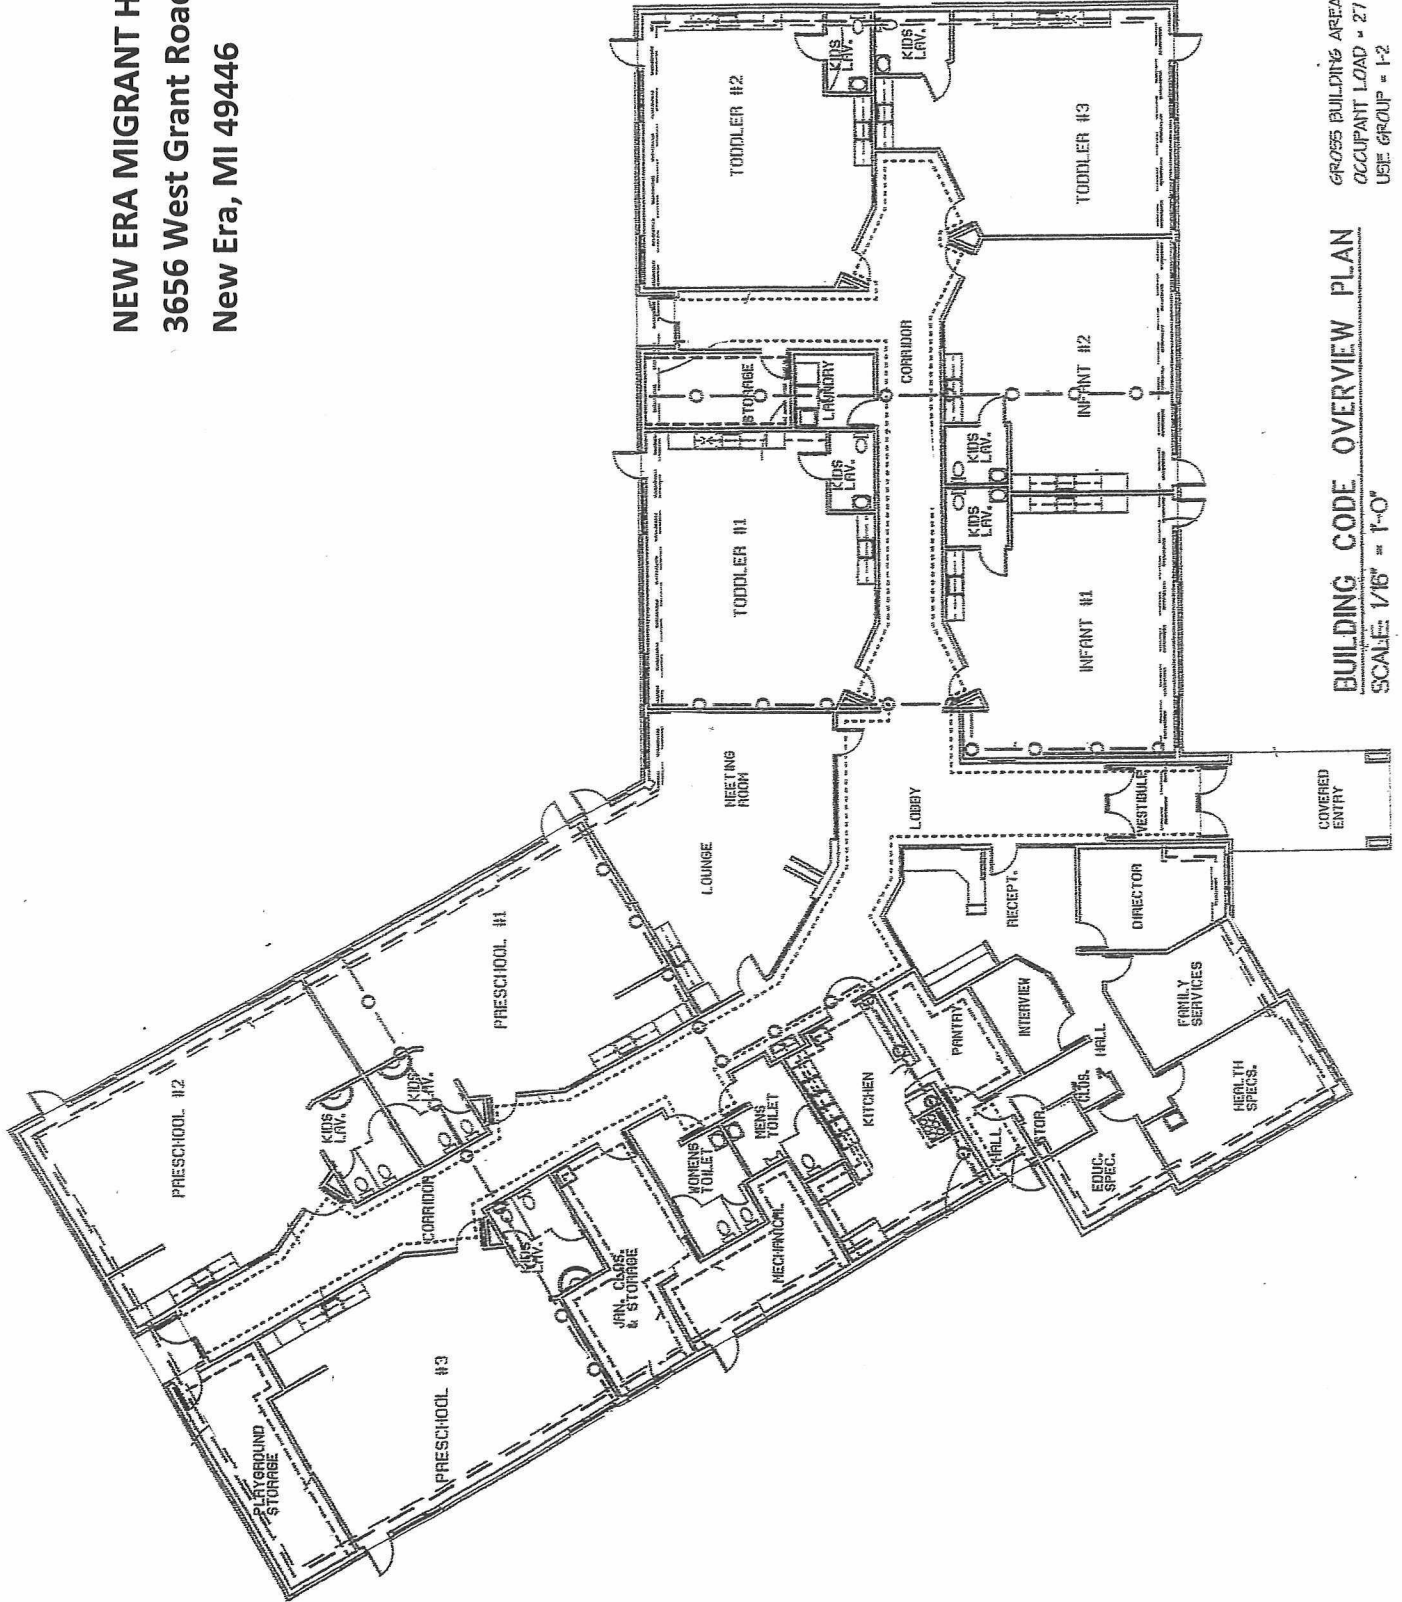 NEW ERA MIGRANT H
3656 West Grant Road
New Era, MI 49446
TODDLER #2
KIDS
LAV.
KIDS
LAV.
TODDLER #3
STORAGE
LAUNDRY
CORRIDOR
INFANT #2
TODDLER #1
KIDS
LAV.
KIDS
LAV.
KIDS
LAV.
INFANT #1
MEETING
ROOM
LOUNGE
LOBBY
VESTIBULE
COVERED
ENTRY
RECEPT.
DIRECTOR
PRESCHOOL #1
PRESCHOOL #2
KIDS
LAV.
KIDS
LAV.
CORRIDOR
PANTRY
INTERVIEW
HALL
FAMILY
SERVICES
KITCHEN
MENS
TOILET
WOMENS
TOILET
HALL
STOR.
CLOS.
HEALTH
SPECS.
EDUC.
SPEC.
MECHANICAL
JAN. CLOS.
& STORAGE
KIDS
LAV.
PRESCHOOL #3
PLAYGROUND
STORAGE
BUILDING CODE OVERVIEW PLAN
SCALE: 1/16" = 1'-0"
GROSS BUILDING AREA
OCCUPANT LOAD = 27
USE GROUP = I-2